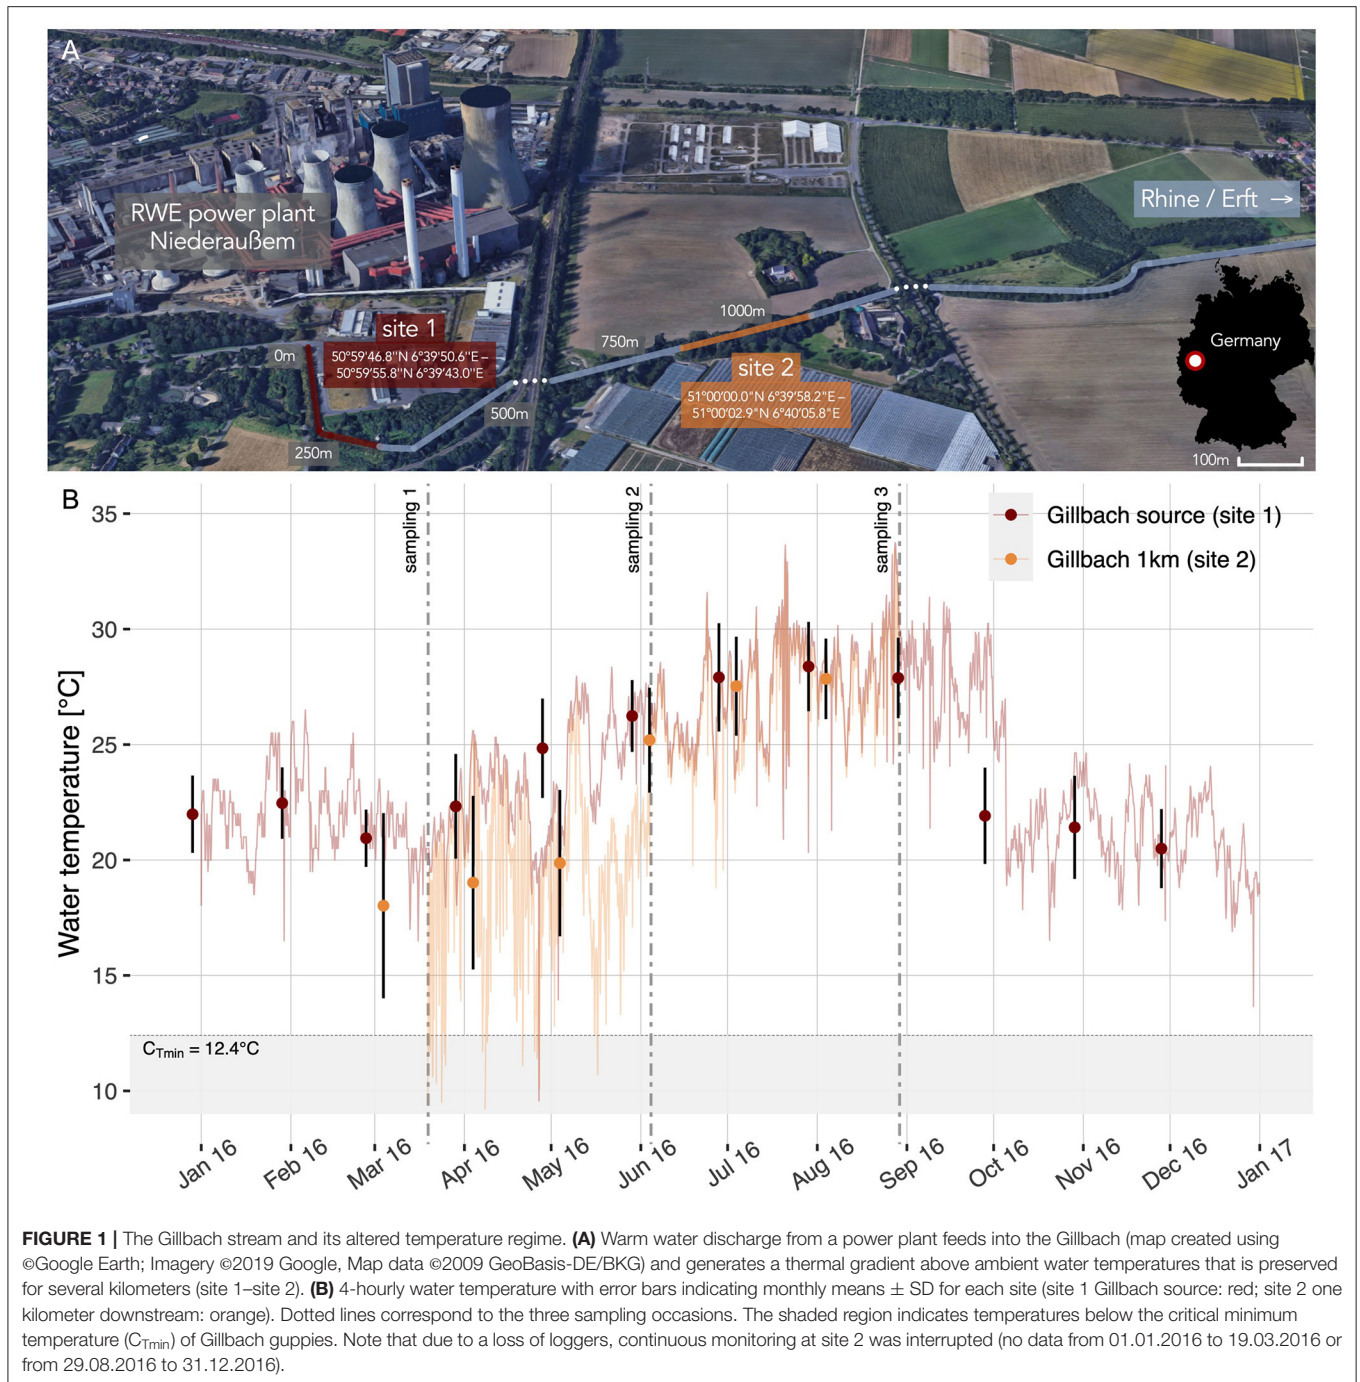 A
RWE power plant
Niederaußem
Rhine / Erft →
1000m
site 1
750m
Germany
0m
50°59'46.8"N 6°39'50.6"E –
50°59'55.8"N 6°39'43.0"E
site 2
51°00'00.0"N 6°39'58.2"E –
51°00'02.9"N 6°40'05.8"E
500m
250m
100m
B
sampling 1
sampling 2
sampling 3
Gillbach source (site 1)
Gillbach 1km (site 2)
Water temperature [°C]
35
30
25
20
15
10
CTmin = 12.4°C
Jan 16
Feb 16
Mar 16
Apr 16
May 16
Jun 16
Jul 16
Aug 16
Sep 16
Oct 16
Nov 16
Dec 16
Jan 17
FIGURE 1 | The Gillbach stream and its altered temperature regime. (A) Warm water discharge from a power plant feeds into the Gillbach (map created using
©Google Earth; Imagery ©2019 Google, Map data ©2009 GeoBasis-DE/BKG) and generates a thermal gradient above ambient water temperatures that is preserved
for several kilometers (site 1–site 2). (B) 4-hourly water temperature with error bars indicating monthly means ± SD for each site (site 1 Gillbach source: red; site 2 one
kilometer downstream: orange). Dotted lines correspond to the three sampling occasions. The shaded region indicates temperatures below the critical minimum
temperature (CTmin) of Gillbach guppies. Note that due to a loss of loggers, continuous monitoring at site 2 was interrupted (no data from 01.01.2016 to 19.03.2016 or
from 29.08.2016 to 31.12.2016).